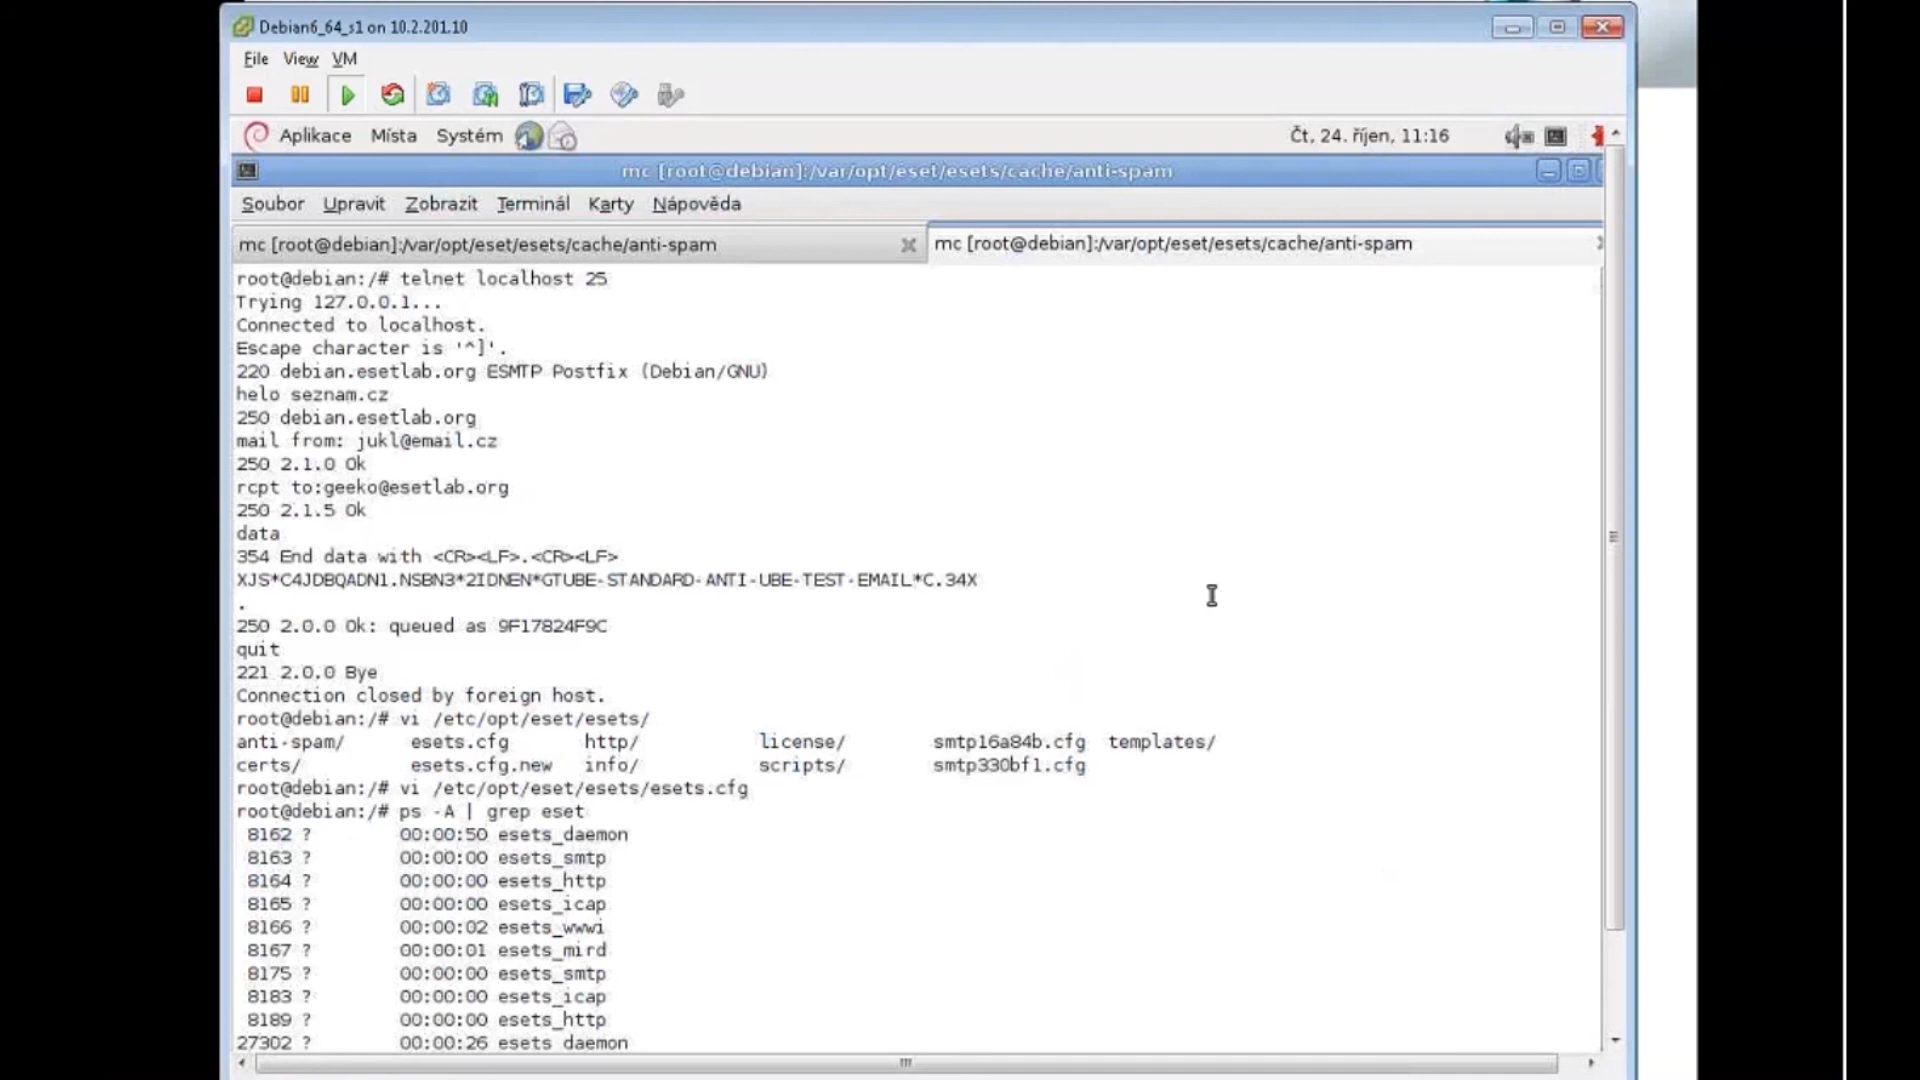 Debian6_64_s1 on 10.2.201.10
File View VM
Aplikace Místa Systém Čt, 24. říjen, 11:16
mc [root@debian]:/var/opt/eset/esets/cache/anti-spam
Soubor Upravit Zobrazit Terminál Karty Nápověda
mc [root@debian]:/var/opt/eset/esets/cache/anti-spam mc [root@debian]:/var/opt/eset/esets/cache/anti-spam
root@debian:/# telnet localhost 25
Trying 127.0.0.1...
Connected to localhost.
Escape character is '^]'.
220 debian.esetlab.org ESMTP Postfix (Debian/GNU)
helo seznam.cz
250 debian.esetlab.org
mail from: jukl@email.cz
250 2.1.0 Ok
rcpt to:geeko@esetlab.org
250 2.1.5 Ok
data
354 End data with <CR><LF>.<CR><LF>
XJS*C4JDBQADN1.NSBN3*2IDNEN*GTUBE-STANDARD-ANTI-UBE-TEST-EMAIL*C.34X
.
250 2.0.0 Ok: queued as 9F17824F9C
quit
221 2.0.0 Bye
Connection closed by foreign host.
root@debian:/# vi /etc/opt/eset/esets/
anti-spam/ esets.cfg http/ license/ smtp16a84b.cfg templates/
certs/ esets.cfg.new info/ scripts/ smtp330bf1.cfg
root@debian:/# vi /etc/opt/eset/esets/esets.cfg
root@debian:/# ps -A | grep eset
8162 ? 00:00:50 esets_daemon
8163 ? 00:00:00 esets_smtp
8164 ? 00:00:00 esets_http
8165 ? 00:00:00 esets_icap
8166 ? 00:00:02 esets_wwwi
8167 ? 00:00:01 esets_mird
8175 ? 00:00:00 esets_smtp
8183 ? 00:00:00 esets_icap
8189 ? 00:00:00 esets_http
27302 ? 00:00:26 esets_daemon